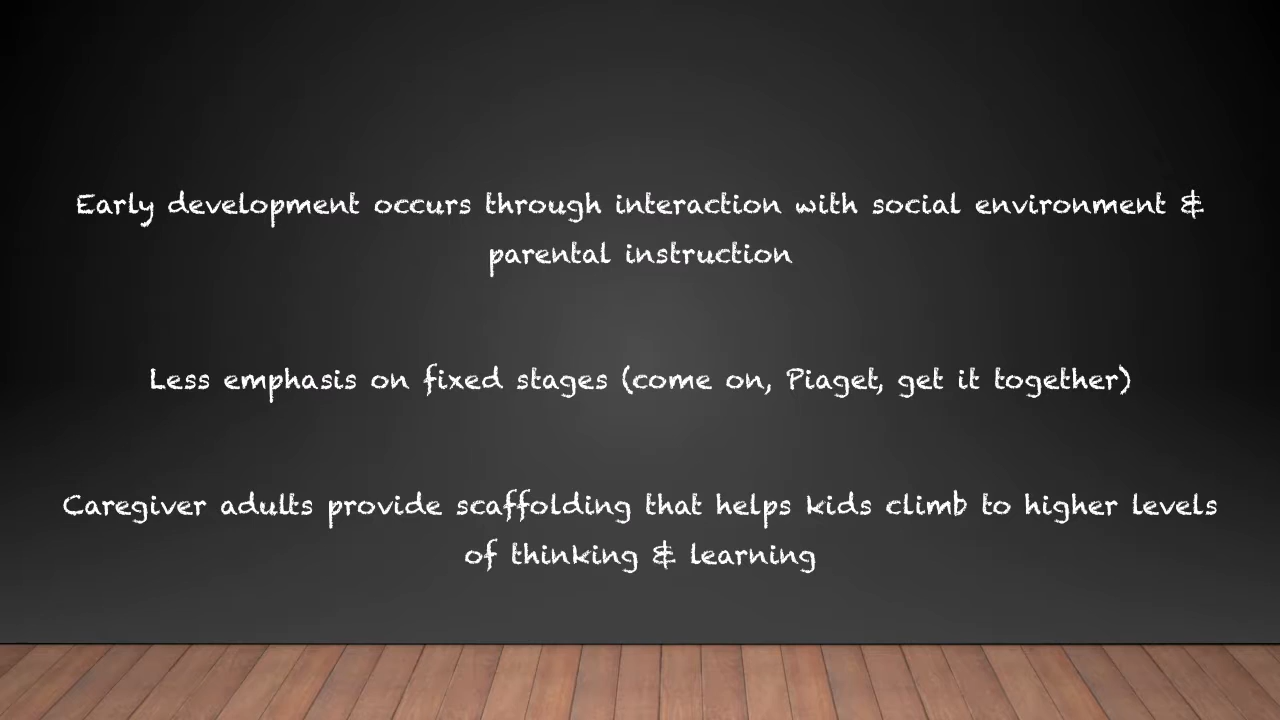 Early development occurs through interaction with social environment &
parental instruction
Less emphasis on fixed stages (come on, Piaget, get it together)
Caregiver adults provide scaffolding that helps kids climb to higher levels
of thinking & learning